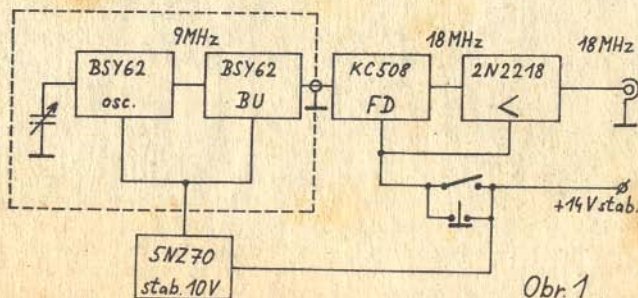 9MHz
18MHz
18MHz
BSY62
osc.
BSY62
BU
KC508
FD
2N2218
<
+14V stab.
5NZ70
stab. 10V
Obr. 1